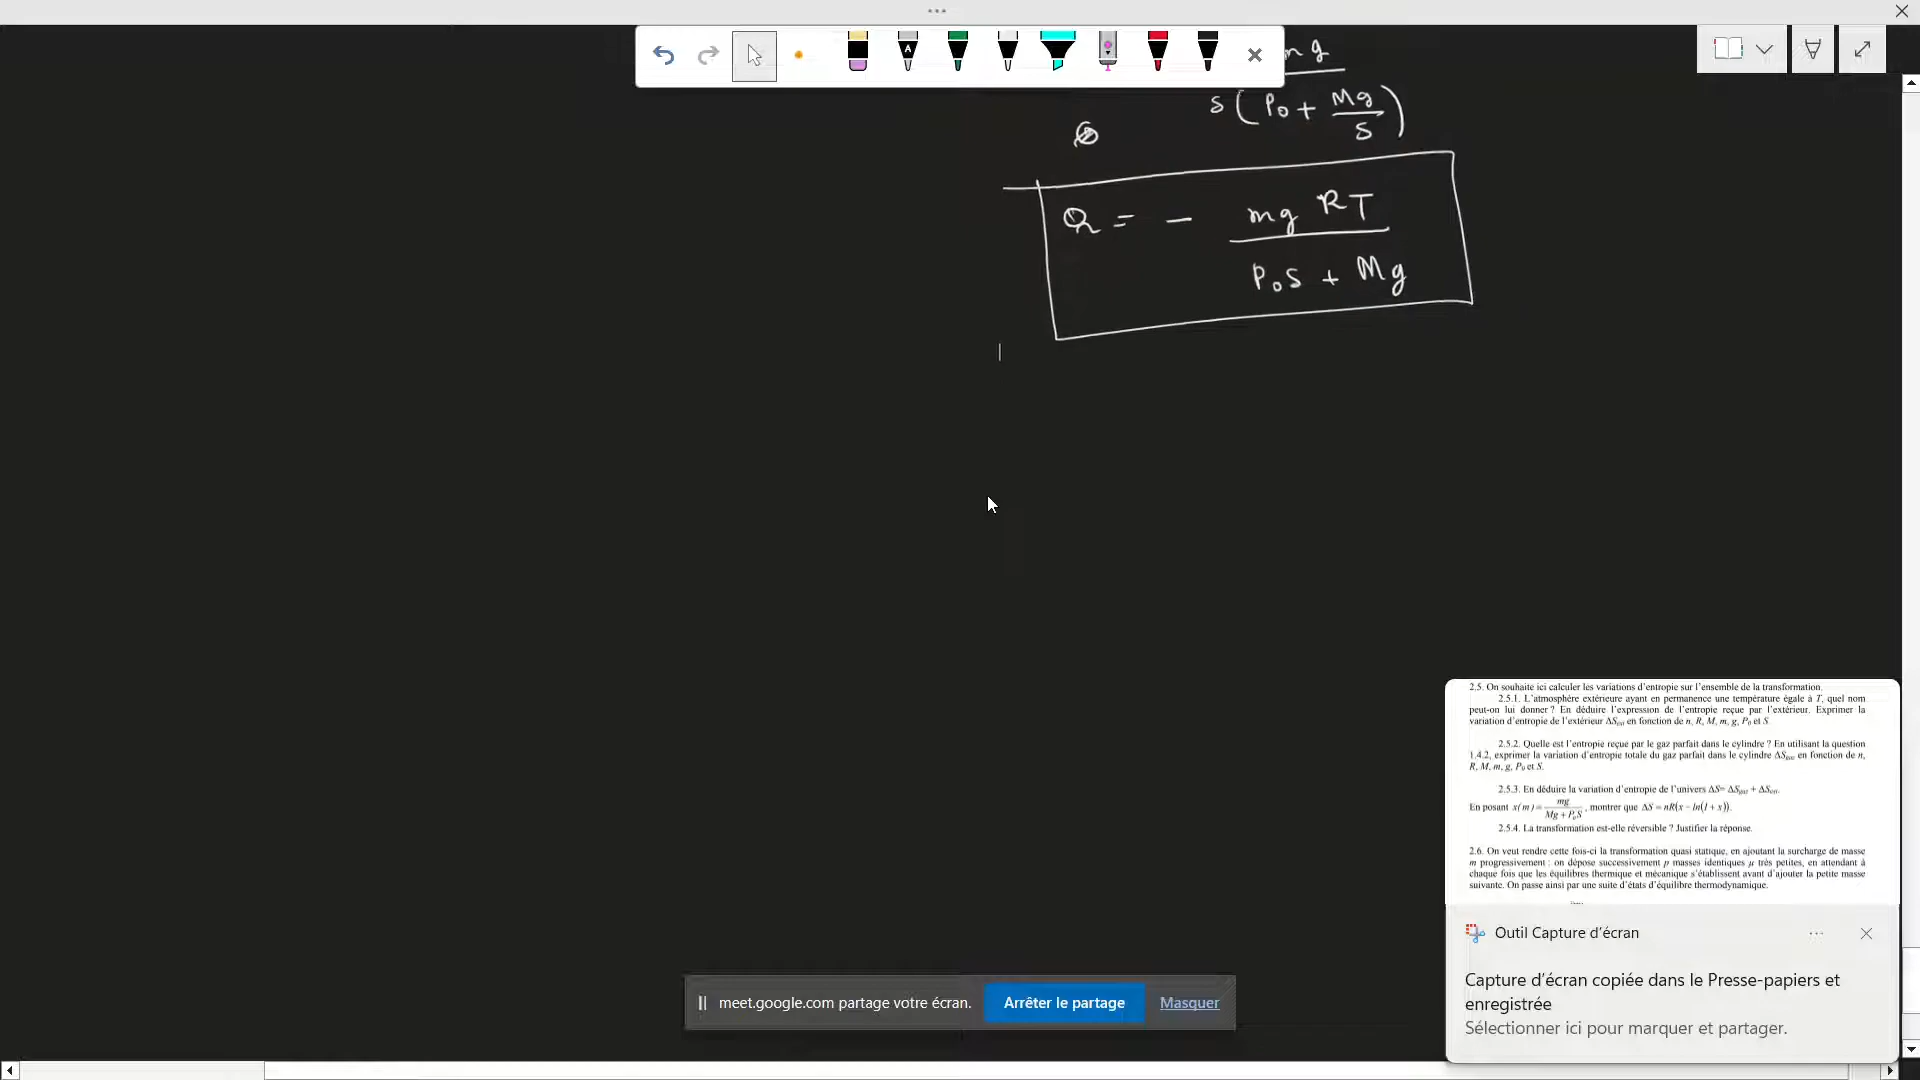 mg
s(P₀ + Mg/s)
Q = - mg RT / P₀s + Mg
2.5. On souhaite ici calculer les variations d'entropie sur l'ensemble de la transformation.
2.5.1. L'atmosphère extérieure ayant en permanence une température égale à T, quel nom
peut-on lui donner ? En déduire l'expression de l'entropie reçue par l'extérieur. Exprimer la
variation d'entropie de l'extérieur ΔSext en fonction de n, R, M, m, g, P₀ et S.
2.5.2. Quelle est l'entropie reçue par le gaz parfait dans le cylindre ? En utilisant la question
1.4.2, exprimer la variation d'entropie totale du gaz parfait dans le cylindre ΔSgaz en fonction de n,
R, M, m, g, P₀ et S.
2.5.3. En déduire la variation d'entropie de l'univers ΔS= ΔSgaz + ΔSext.
En posant x(m) = mg / Mg + P₀S, montrer que ΔS = nR(x − ln(1 + x)).
2.5.4. La transformation est-elle réversible ? Justifier la réponse.
2.6. On veut rendre cette fois-ci la transformation quasi statique, en ajoutant la surcharge de masse
m progressivement : on dépose successivement p masses identiques μ très petites, en attendant à
chaque fois que les équilibres thermique et mécanique s'établissent avant d'ajouter la petite masse
suivante. On passe ainsi par une suite d'états d'équilibre thermodynamique.
Outil Capture d'écran
Capture d'écran copiée dans le Presse-papiers et
enregistrée
Sélectionner ici pour marquer et partager.
meet.google.com partage votre écran.
Arrêter le partage
Masquer